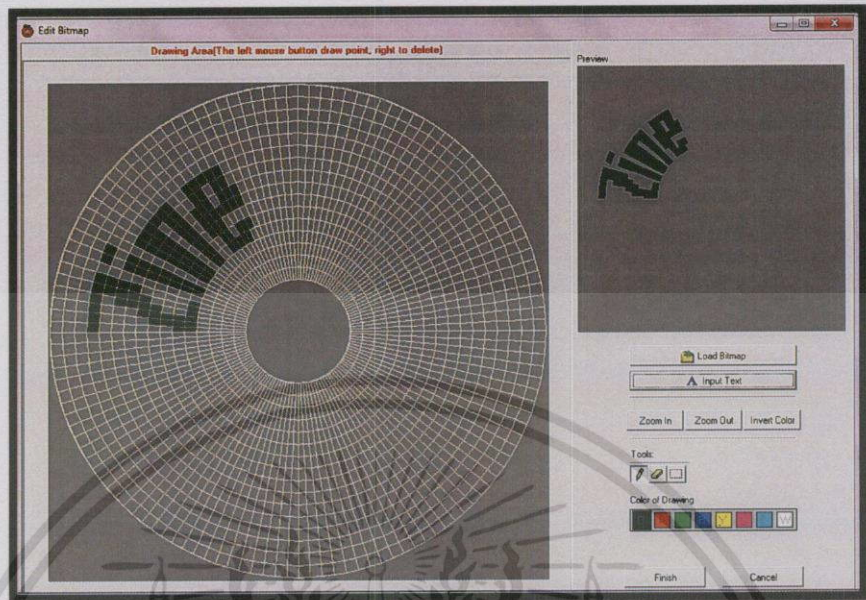 Edit Bitmap
Drawing Area(The left mouse button draw point, right to delete)
Preview
Zine
Zine
Load Bitmap
A Input Text
Zoom In Zoom Out Invert Color
Tools:
Color of Drawing
Y W
Finish Cancel